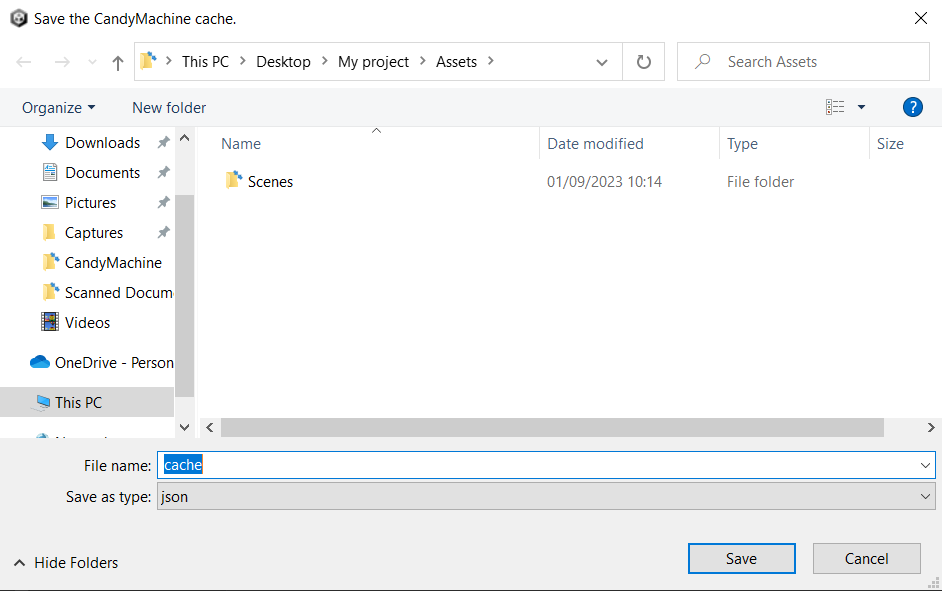 Save the CandyMachine cache.
This PC > Desktop > My project > Assets >
Search Assets
Organize
New folder
?
Name
Date modified
Type
Size
Downloads
Documents
Pictures
Captures
CandyMachine
Scanned Docum
Videos
OneDrive - Person
This PC
Scenes
01/09/2023 10:14
File folder
File name:
cache
Save as type:
json
Hide Folders
Save
Cancel